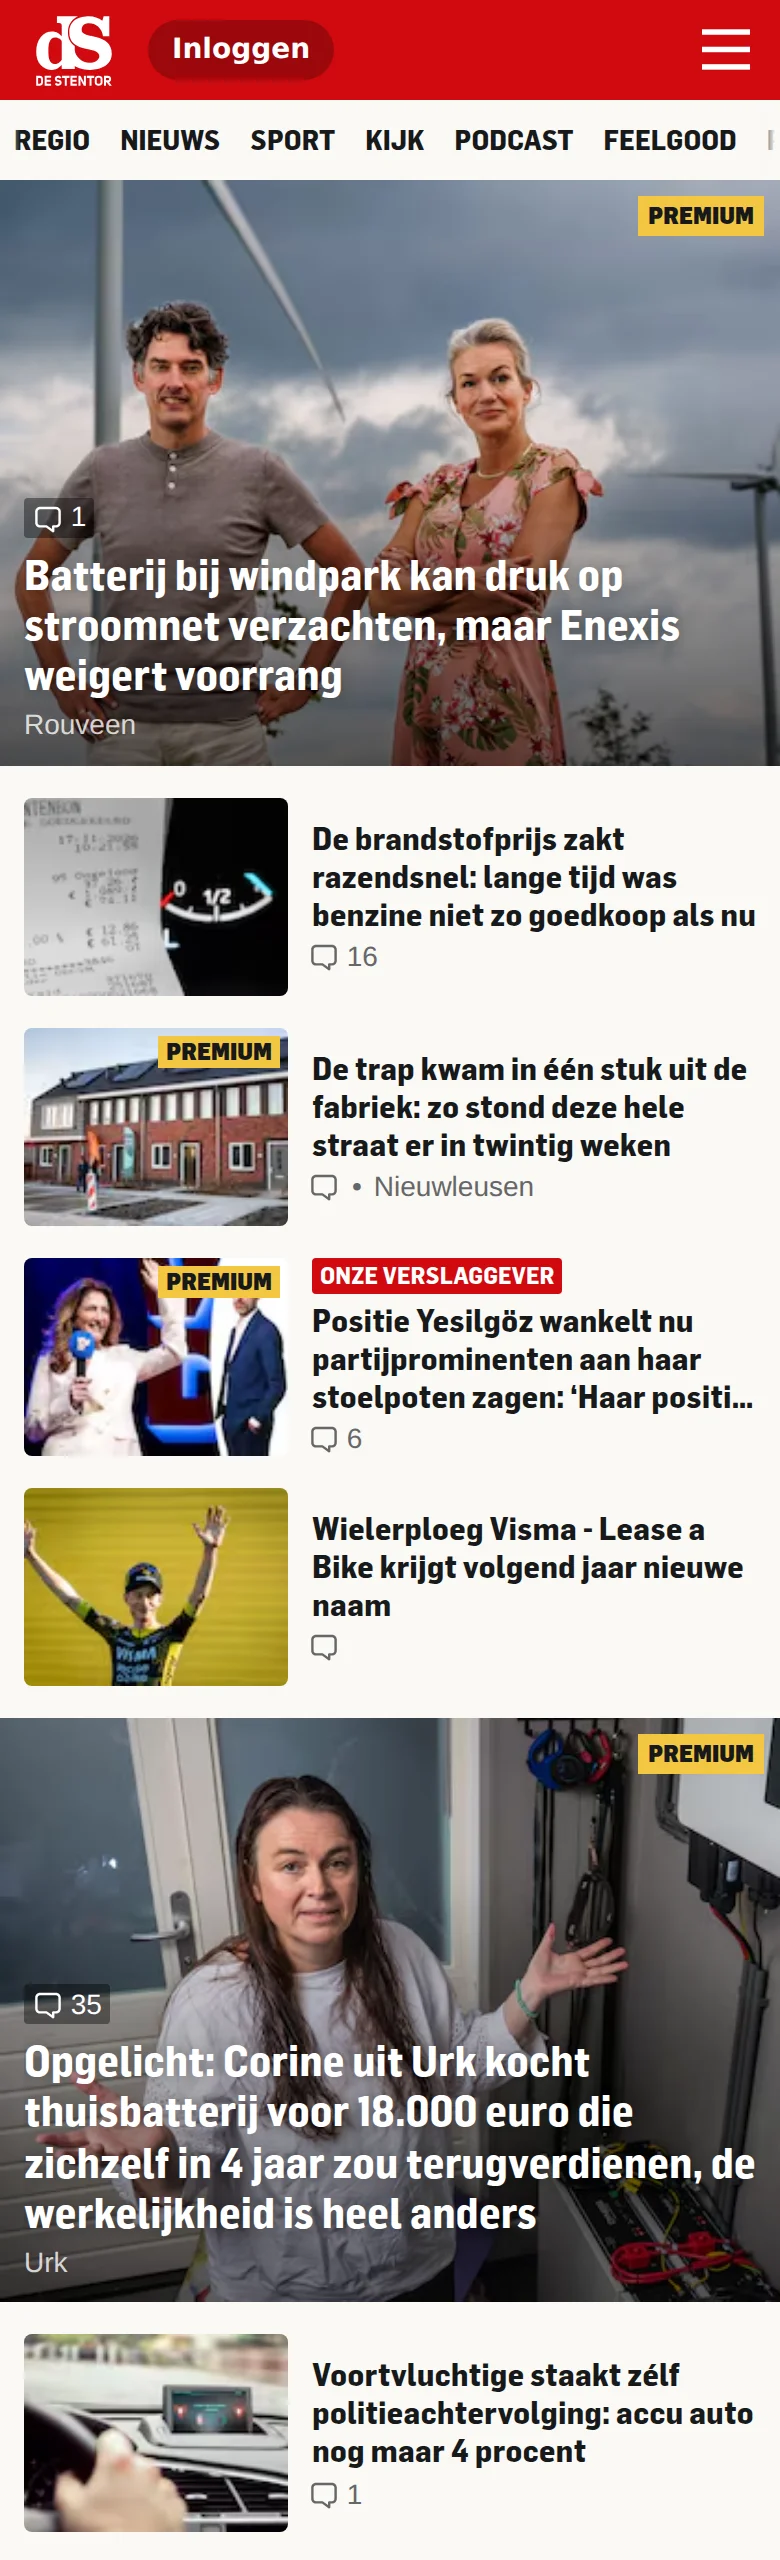 dS
DE STENTOR
Inloggen
REGIO NIEUWS SPORT KIJK PODCAST FEELGOOD
PREMIUM
1
Batterij bij windpark kan druk op
stroomnet verzachten, maar Enexis
weigert voorrang
Rouveen
De brandstofprijs zakt
razendsnel: lange tijd was
benzine niet zo goedkoop als nu
16
0 1/2
PREMIUM
De trap kwam in één stuk uit de
fabriek: zo stond deze hele
straat er in twintig weken
• Nieuwleusen
PREMIUM
ONZE VERSLAGGEVER
Positie Yesilgöz wankelt nu
partijprominenten aan haar
stoelpoten zagen: ‘Haar positi...
6
Wielerploeg Visma - Lease a
Bike krijgt volgend jaar nieuwe
naam
VISMA
PREMIUM
35
Opgelicht: Corine uit Urk kocht
thuisbatterij voor 18.000 euro die
zichzelf in 4 jaar zou terugverdienen, de
werkelijkheid is heel anders
Urk
Voortvluchtige staakt zélf
politieachtervolging: accu auto
nog maar 4 procent
1